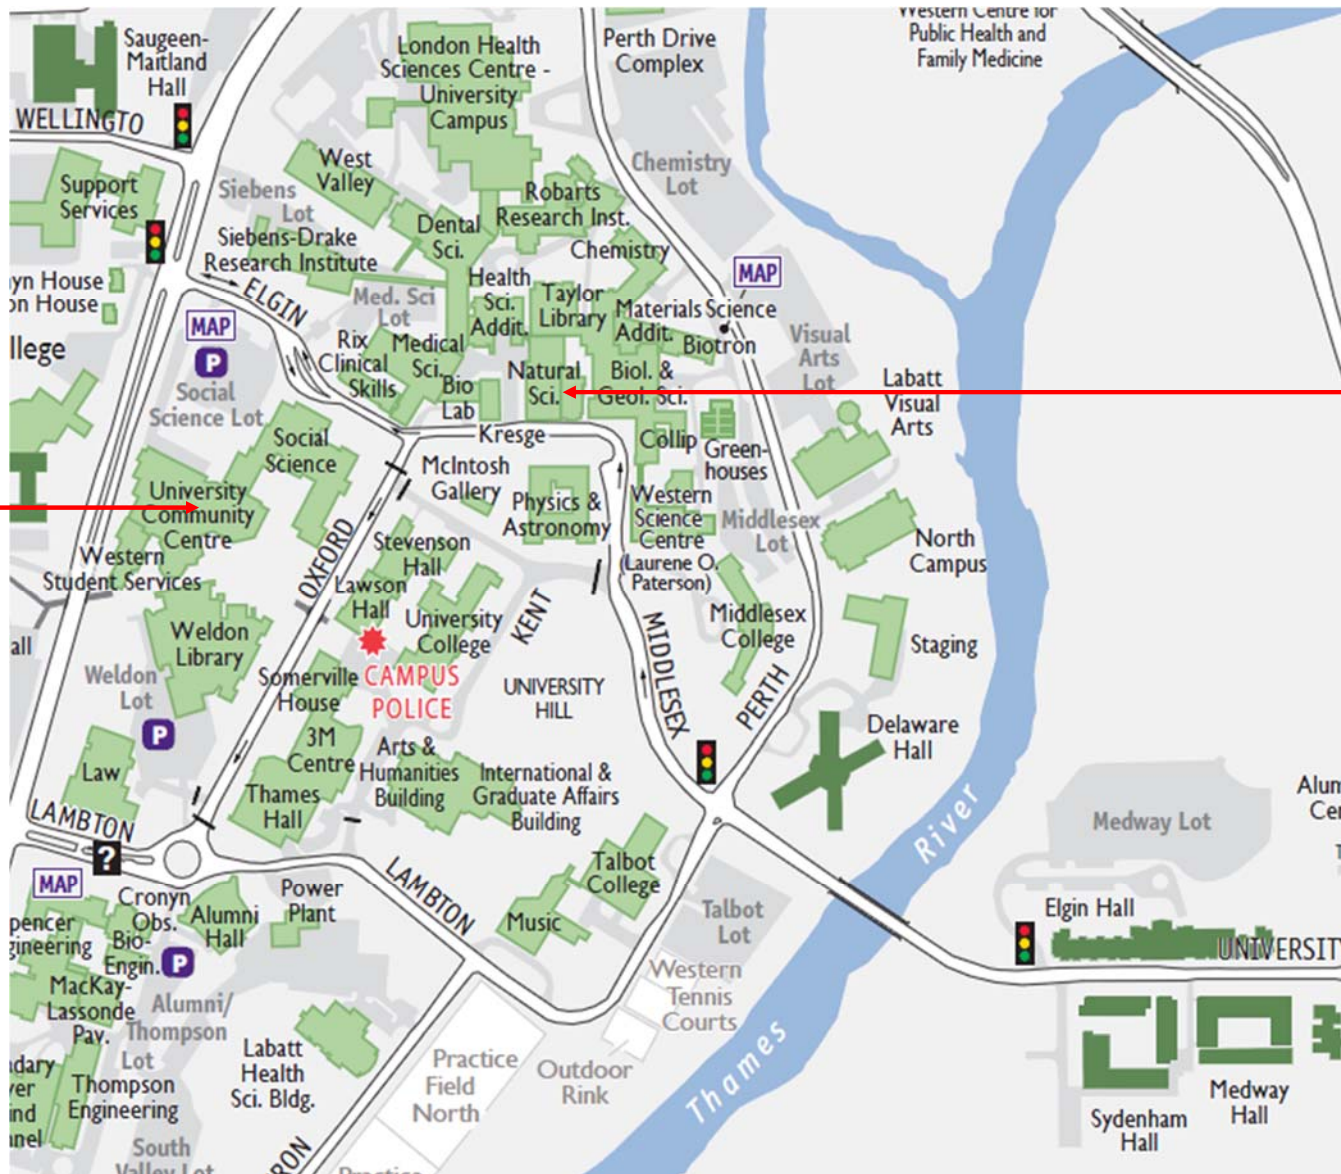 Saugeen-
Maitland
Hall
London Health
Sciences Centre -
University
Campus
Perth Drive
Complex
Western Centre for
Public Health and
Family Medicine
WELLINGTO
Support
Services
West
Valley
Siebens
Lot
Siebens-Drake
Research Institute
Robarts
Research Inst.
Dental
Sci.
Chemistry
Lot
Chemistry
yn House
on House
llege
ELGIN
MAP
P
Social
Science Lot
Med. Sci
Lot
Health
Sci.
Addit.
Taylor
Library
Materials Science
Addit.
MAP
Biotron
Rix
Clinical
Skills
Medical
Sci.
Bio
Lab
Natural
Sci.
Biol. &
Geol. Sci.
Visual
Arts
Lot
Labatt
Visual
Arts
Kresge
Collip
Green-
houses
Social
Science
University
Community
Centre
McIntosh
Gallery
Physics &
Astronomy
Western
Science
Centre
(Laurene O.
Paterson)
Middlesex
Lot
North
Campus
Western
Student Services
OXFORD
Stevenson
Hall
Lawson
Hall
University
College
KENT
MIDDLESEX
Middlesex
College
Staging
all
Weldon
Library
Weldon
Lot
P
Somerville
House
CAMPUS
POLICE
UNIVERSITY
HILL
PERTH
Delaware
Hall
Law
3M
Centre
Thames
Hall
Arts &
Humanities
Building
International &
Graduate Affairs
Building
LAMBTON
?
MAP
Cronyn
Obs.
Alumni
Hall
Power
Plant
LAMBTON
Talbot
College
Music
Talbot
Lot
River
Medway Lot
Alum
Ce
Elgin Hall
UNIVERSIT
pencer
gineering
Bio-
Engin.
P
MacKay-
Lassonde
Pav.
Alumni/
Thompson
Lot
Western
Tennis
Courts
Labatt
Health
Sci. Bldg.
Practice
Field
North
Outdoor
Rink
Thames
Thompson
Engineering
South
Valley Lot
RON
Practice
Sydenham
Hall
Medway
Hall
dary
yer
ind
nnel